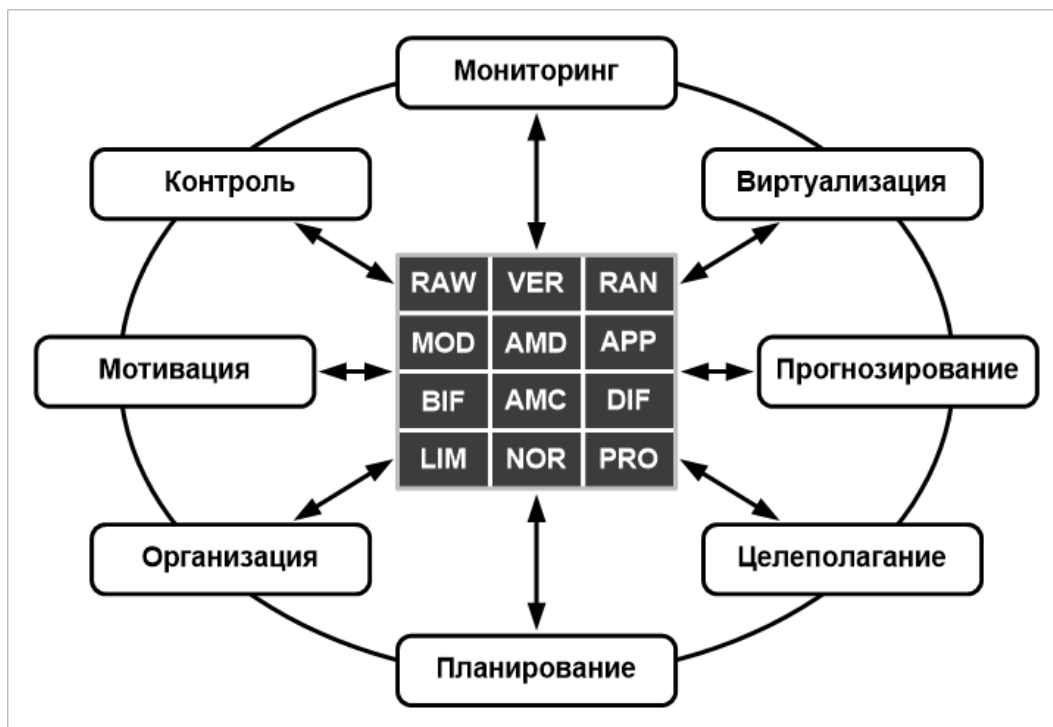 Мониторинг
Контроль
Виртуализация
RAW VER RAN
MOD AMD APP
Мотивация
Прогнозирование
BIF AMC DIF
LIM NOR PRO
Организация
Целеполагание
Планирование